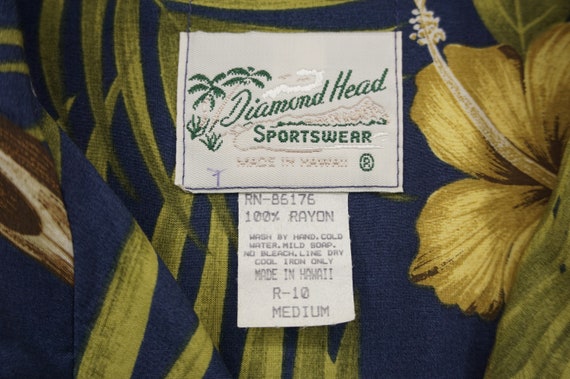 Diamond Head
SPORTSWEAR
MADE IN HAWAII ®
RN-86176
100% RAYON
WASH BY HAND, COLD
WATER, MILD SOAP.
NO BLEACH, LINE DRY
COOL IRON ONLY
MADE IN HAWAII
R-10
MEDIUM